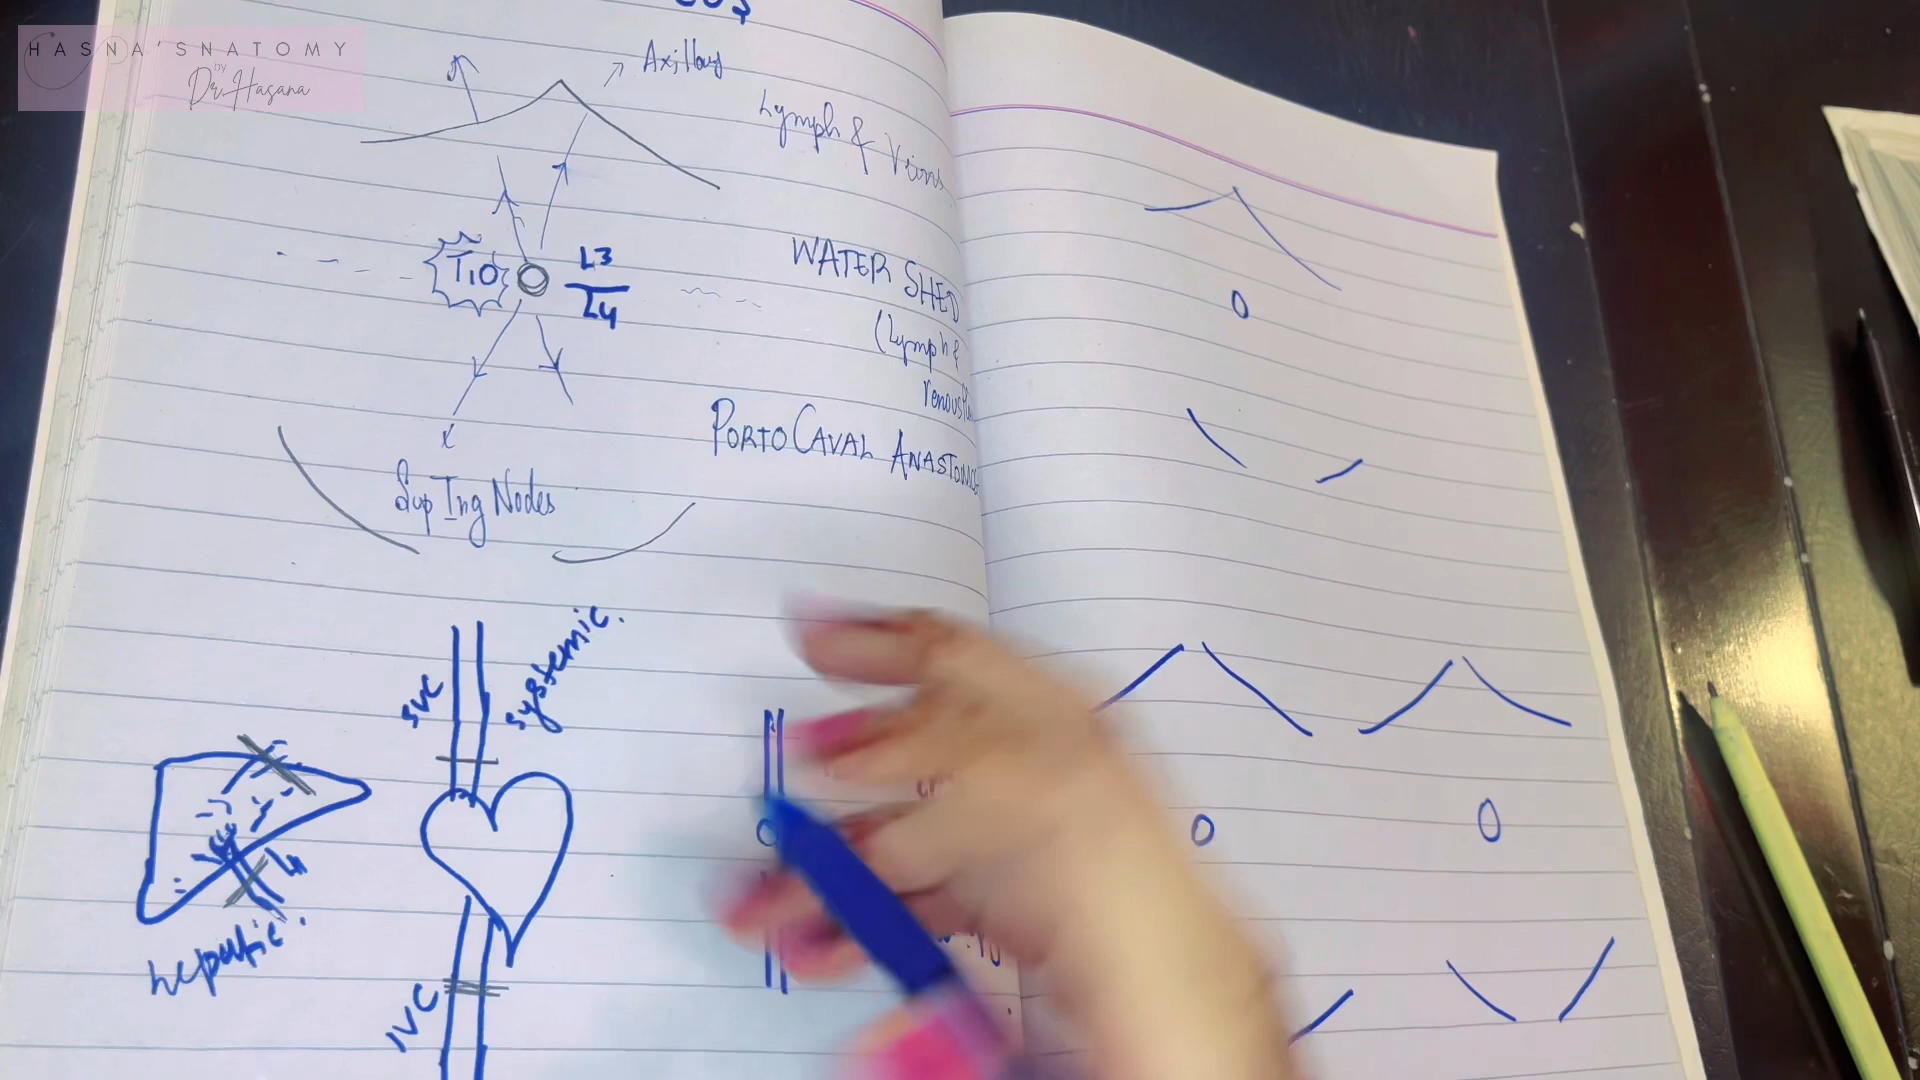 HASNA'SNATOMY
by
Dr.Hasana
Axillary
Lymph & Veins
T10
L3
L4
WATER SHED
(Lymph &
venous
PORTO CAVAL ANASTOMO
Sup Ing Nodes
SVC
systemic.
hepatic.
IVC